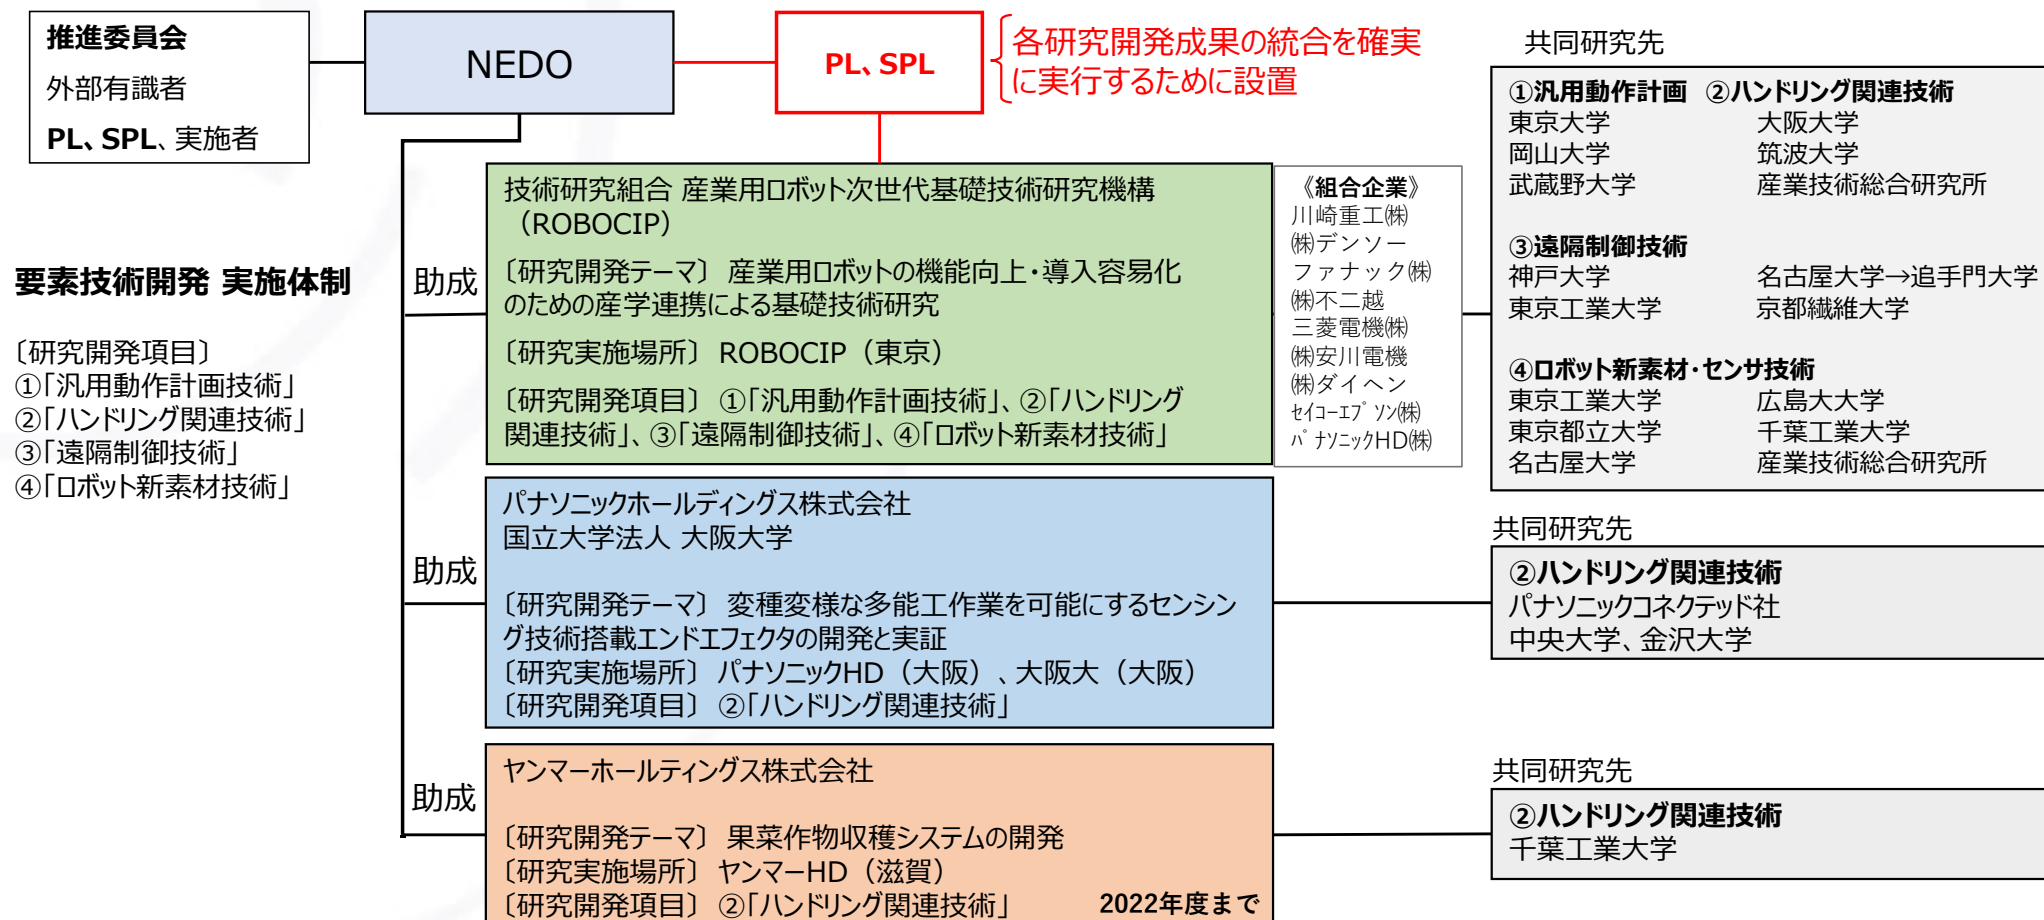 推進委員会
外部有識者
PL、SPL、実施者
NEDO
PL、SPL
各研究開発成果の統合を確実
に実行するために設置
要素技術開発 実施体制
〔研究開発項目〕
①「汎用動作計画技術」
②「ハンドリング関連技術」
③「遠隔制御技術」
④「ロボット新素材技術」
助成
技術研究組合 産業用ロボット次世代基礎技術研究機構
（ROBOCIP）
〔研究開発テーマ〕 産業用ロボットの機能向上・導入容易化
のための産学連携による基礎技術研究
〔研究実施場所〕 ROBOCIP（東京）
〔研究開発項目〕 ①「汎用動作計画技術」、②「ハンドリング
関連技術」、③「遠隔制御技術」、④「ロボット新素材技術」
《組合企業》
川崎重工㈱
㈱デンソー
ファナック㈱
㈱不二越
三菱電機㈱
㈱安川電機
㈱ダイヘン
ｾｲｺｰｴﾌﾟｿﾝ㈱
ﾊﾟﾅｿﾆｯｸHD㈱
共同研究先
①汎用動作計画 ②ハンドリング関連技術
東京大学 大阪大学
岡山大学 筑波大学
武蔵野大学 産業技術総合研究所
③遠隔制御技術
神戸大学 名古屋大学→追手門大学
東京工業大学 京都繊維大学
④ロボット新素材・センサ技術
東京工業大学 広島大大学
東京都立大学 千葉工業大学
名古屋大学 産業技術総合研究所
助成
パナソニックホールディングス株式会社
国立大学法人 大阪大学
〔研究開発テーマ〕 変種変様な多能工作業を可能にするセンシン
グ技術搭載エンドエフェクタの開発と実証
〔研究実施場所〕 パナソニックHD（大阪）、大阪大（大阪）
〔研究開発項目〕 ②「ハンドリング関連技術」
共同研究先
②ハンドリング関連技術
パナソニックコネクテッド社
中央大学、金沢大学
助成
ヤンマーホールティングス株式会社
〔研究開発テーマ〕 果菜作物収穫システムの開発
〔研究実施場所〕 ヤンマーHD（滋賀）
〔研究開発項目〕 ②「ハンドリング関連技術」 2022年度まで
共同研究先
②ハンドリング関連技術
千葉工業大学